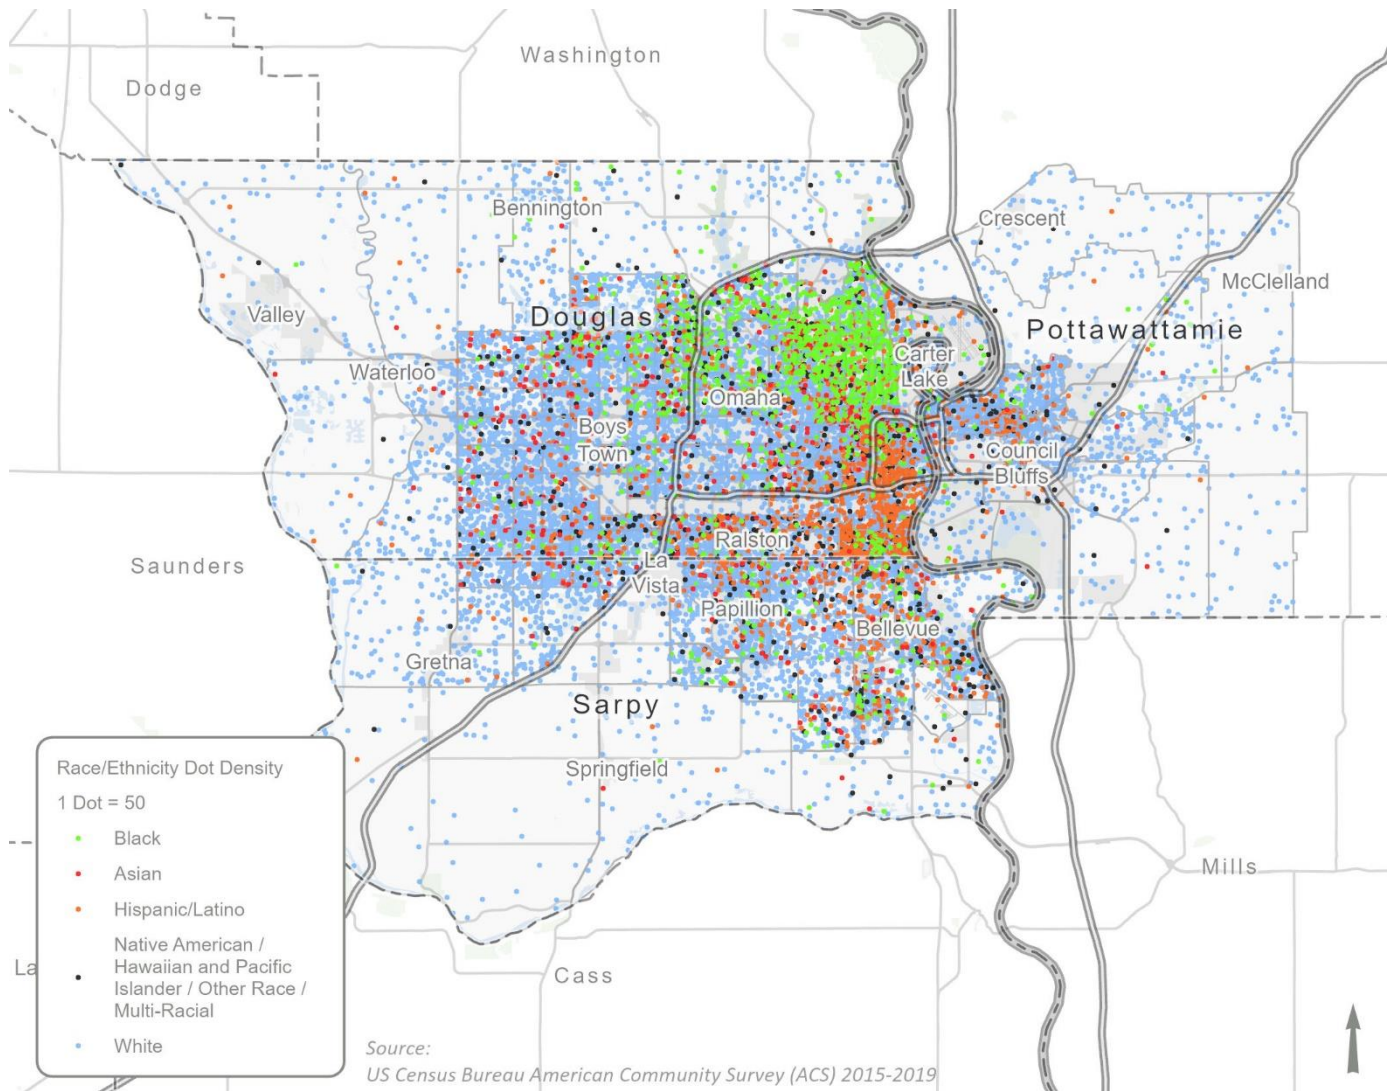 Washington
Dodge
Bennington
Crescent
McClelland
Valley
Douglas
Pottawattamie
Waterloo
Carter
Lake
Omaha
Boys
Town
Council
Bluffs
Ralston
Saunders
La
Vista
Papillion
Bellevue
Gretna
Sarpy
Springfield
Mills
Cass
La
Race/Ethnicity Dot Density
1 Dot = 50
Black
Asian
Hispanic/Latino
Native American /
Hawaiian and Pacific
Islander / Other Race /
Multi-Racial
White
Source:
US Census Bureau American Community Survey (ACS) 2015-2019